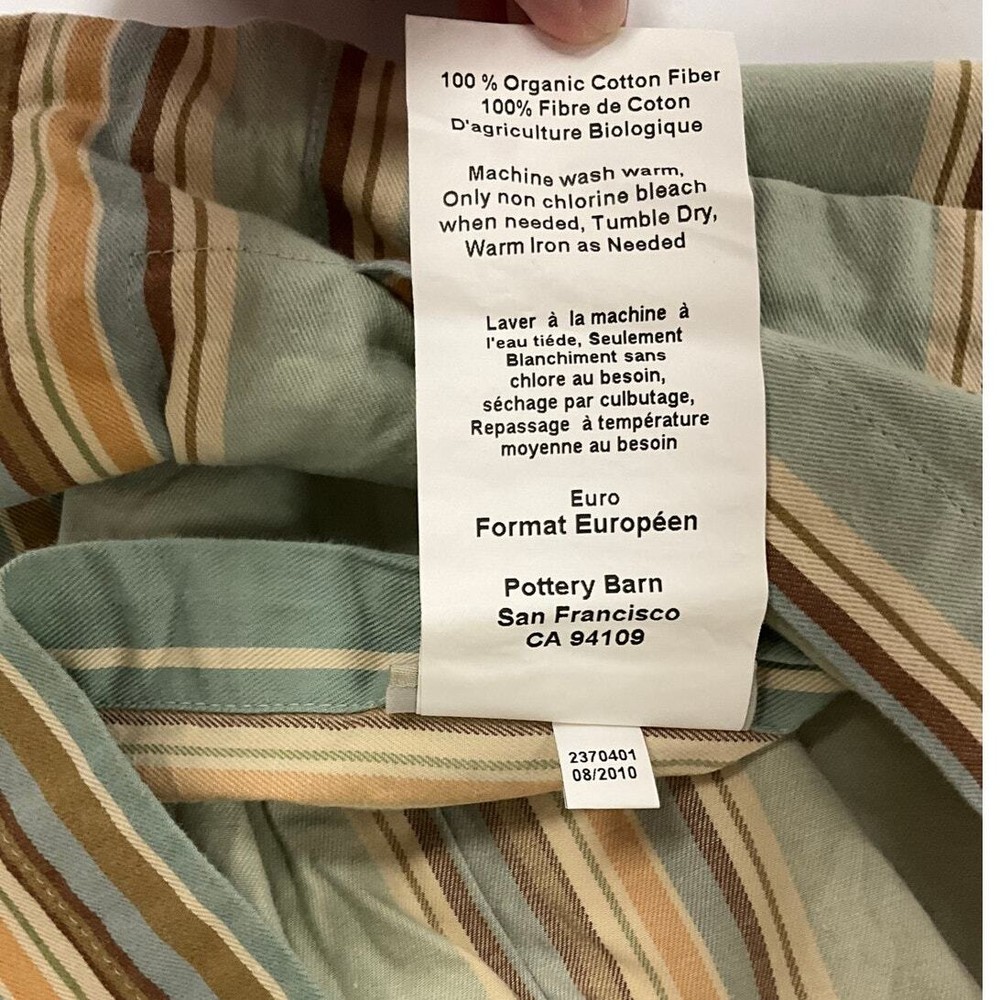 100 % Organic Cotton Fiber
100% Fibre de Coton
D'agriculture Biologique
Machine wash warm,
Only non chlorine bleach
when needed, Tumble Dry,
Warm Iron as Needed
Laver à la machine à
l'eau tiéde, Seulement
Blanchiment sans
chlore au besoin,
séchage par culbutage,
Repassage à température
moyenne au besoin
Euro
Format Européen
Pottery Barn
San Francisco
CA 94109
2370401
08/2010